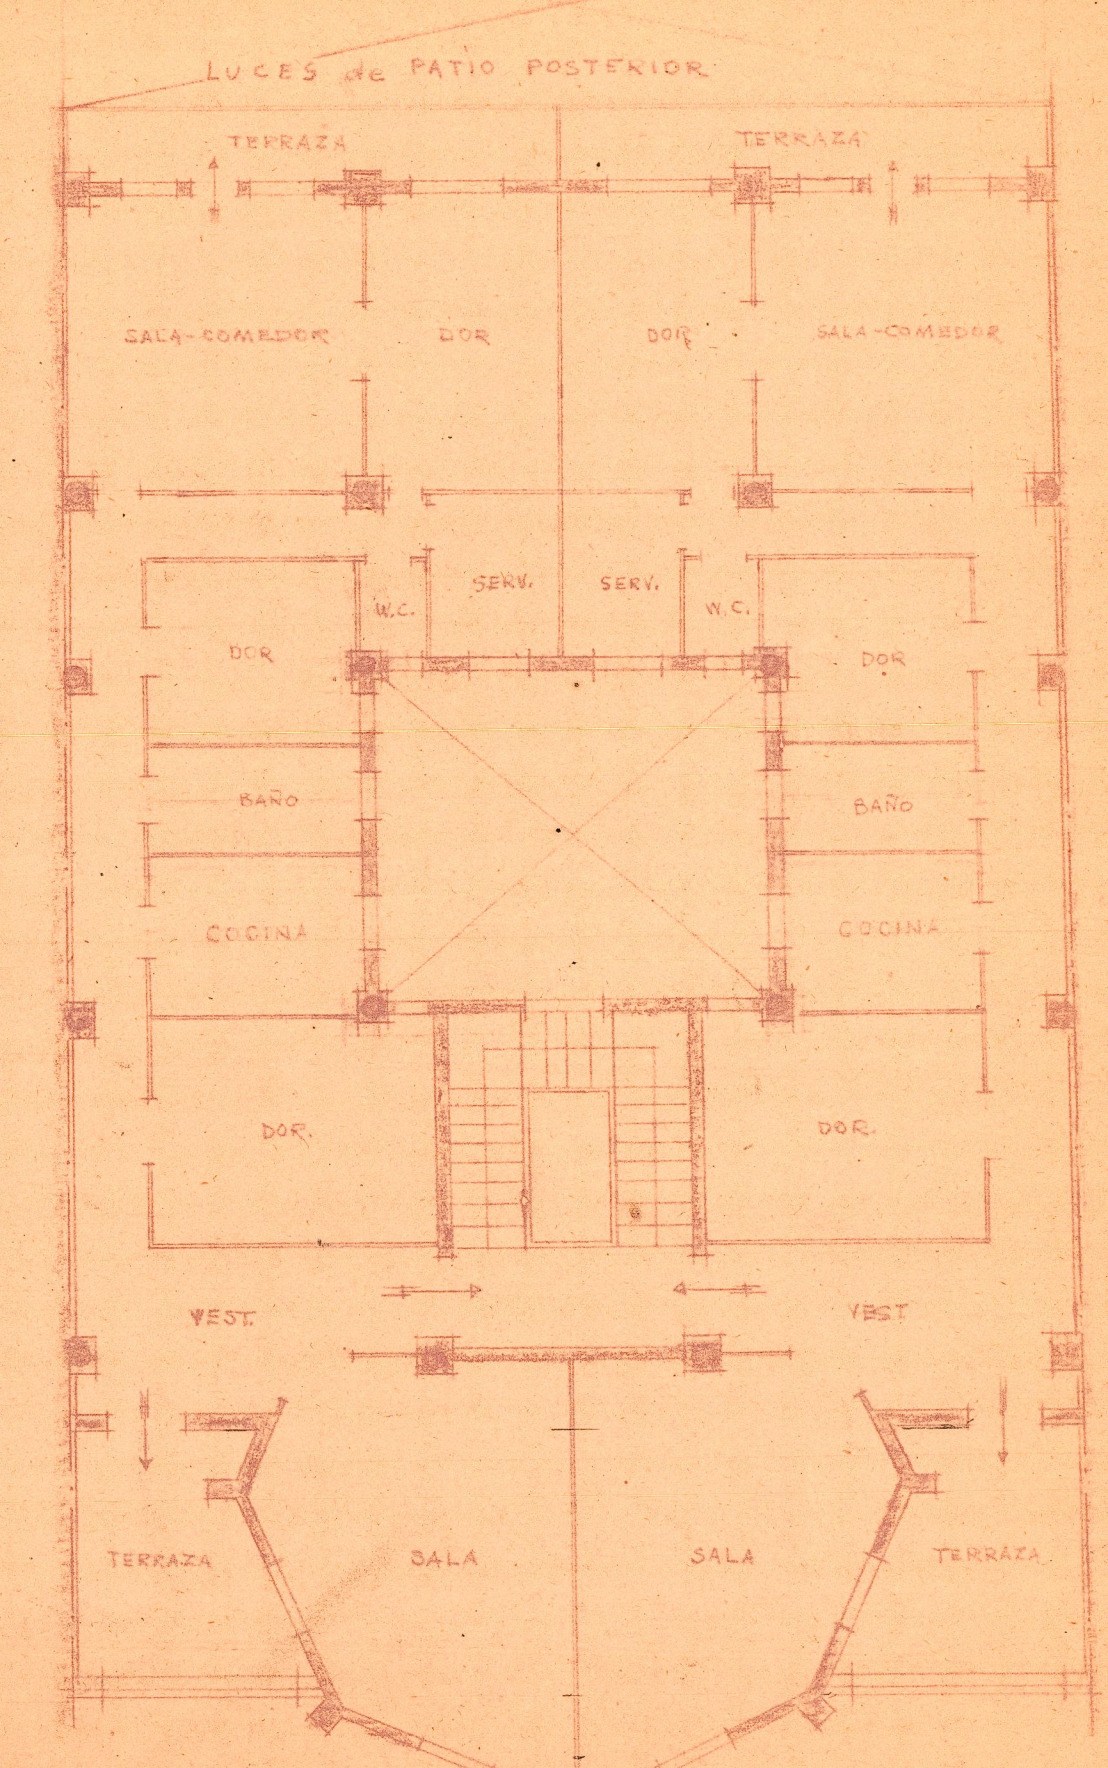 LUCES de PATIO POSTERIOR
TERRAZA TERRAZA
SALA-COMEDOR DOR DOR SALA-COMEDOR
SERV. SERV.
W.C. W.C.
DOR DOR
BAÑO BAÑO
COCINA COCINA
DOR. DOR.
VEST. VEST
TERRAZA SALA SALA TERRAZA